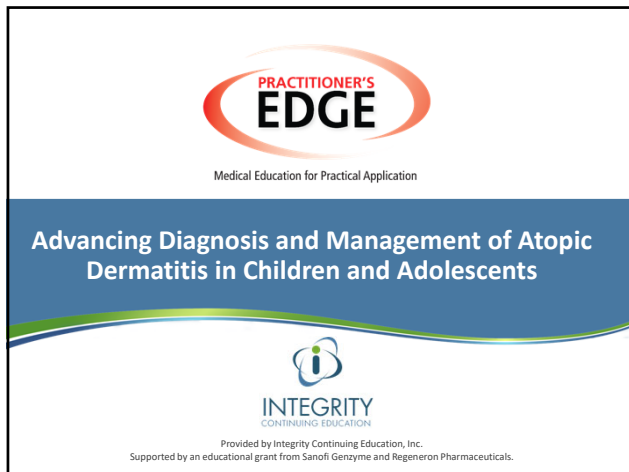 PRACTITIONER'S
EDGE
Medical Education for Practical Application
Advancing Diagnosis and Management of Atopic
Dermatitis in Children and Adolescents
INTEGRITY
CONTINUING EDUCATION
Provided by Integrity Continuing Education, Inc.
Supported by an educational grant from Sanofi Genzyme and Regeneron Pharmaceuticals.